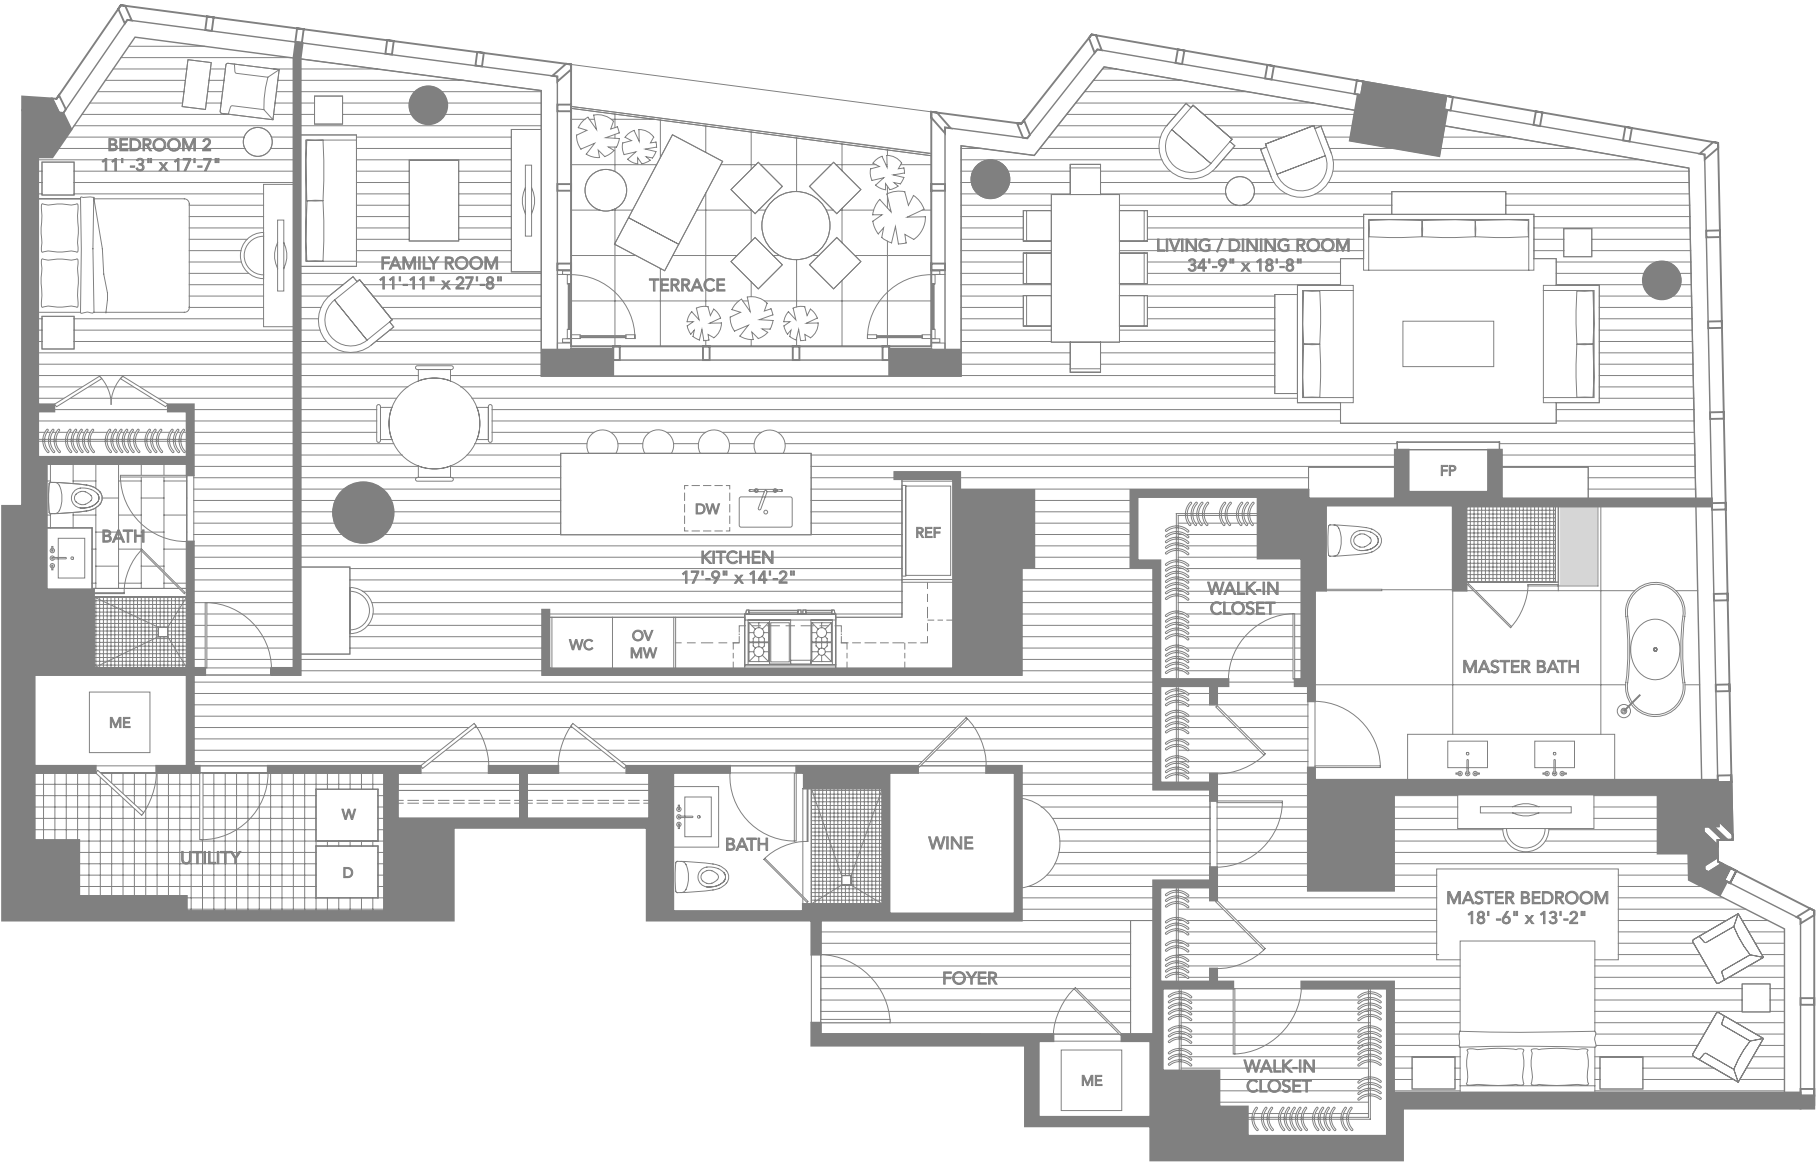 BEDROOM 2
11' -3" x 17'-7"
FAMILY ROOM
11'-11" x 27'-8"
TERRACE
LIVING / DINING ROOM
34'-9" x 18'-8"
FP
DW
REF
KITCHEN
17'-9" x 14'-2"
BATH
WC
OV
MW
WALK-IN
CLOSET
MASTER BATH
ME
W
D
UTILITY
BATH
WINE
MASTER BEDROOM
18' -6" x 13'-2"
FOYER
ME
WALK-IN
CLOSET